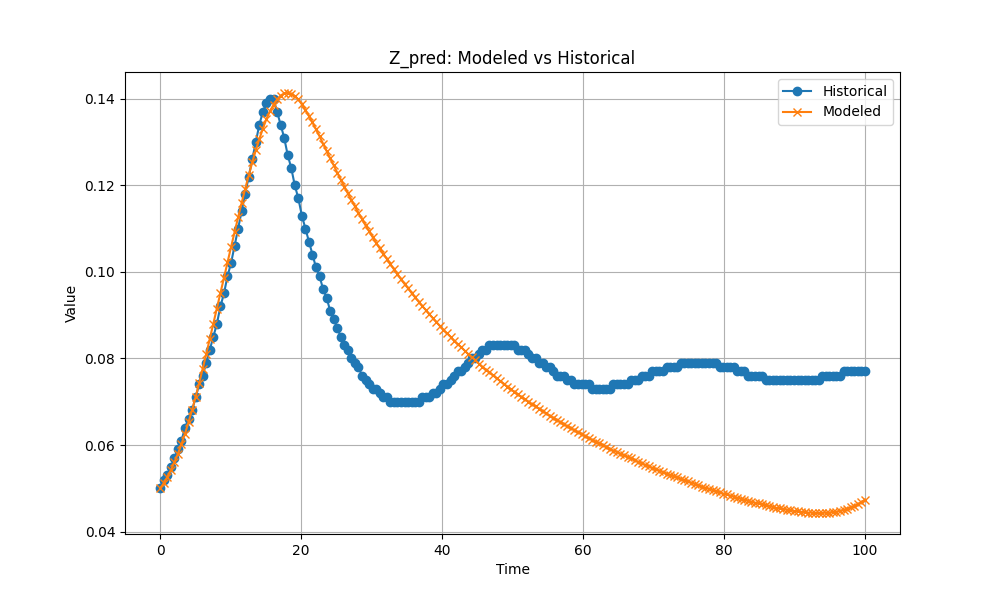 Z_pred: Modeled vs Historical
Historical
Modeled
0.14
0.12
0.10
0.08
0.06
0.04
Value
0 20 40 60 80 100
Time